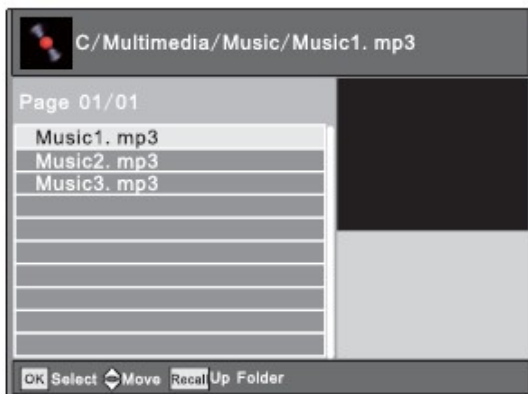 C/Multimedia/Music/Music1. mp3
Page 01/01
Music1. mp3
Music2. mp3
Music3. mp3
OK Select Move Recall Up Folder